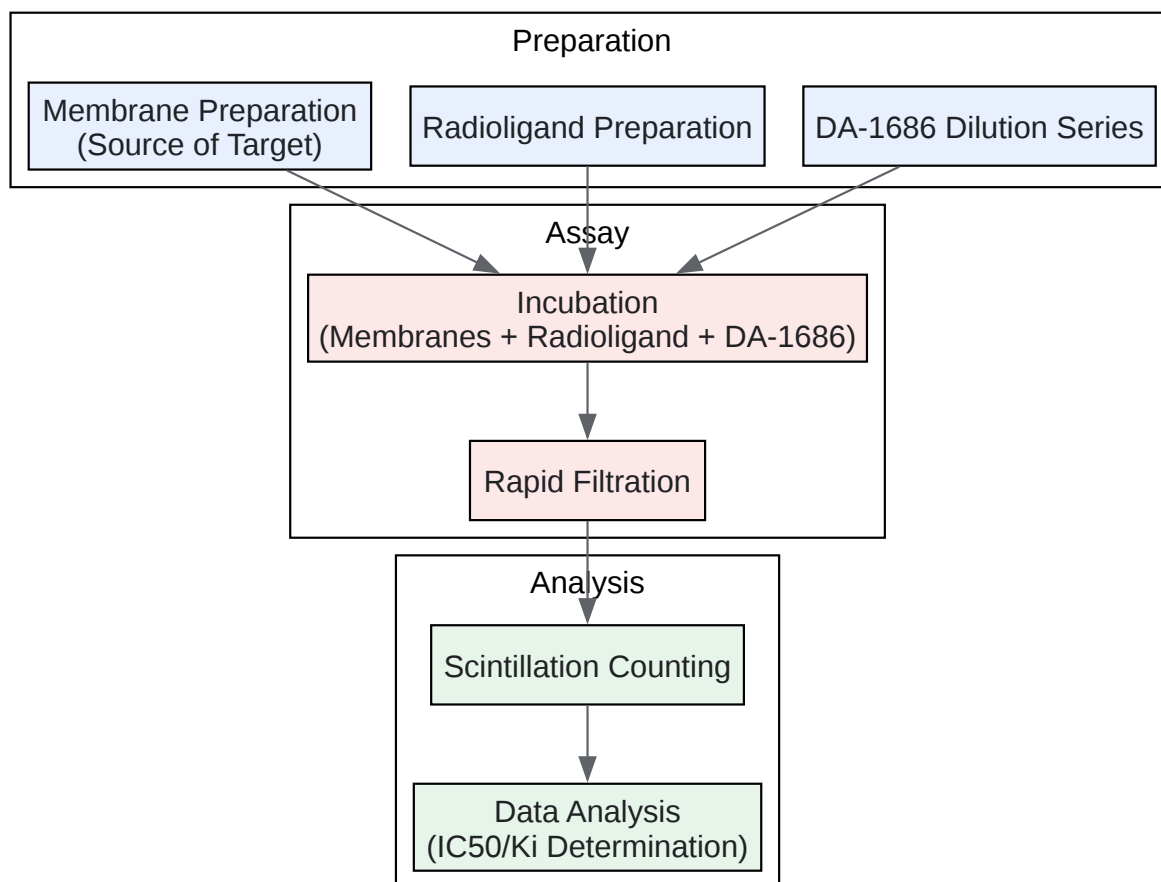 Preparation
Membrane Preparation
(Source of Target)
Radioligand Preparation
DA-1686 Dilution Series
Assay
Incubation
(Membranes + Radioligand + DA-1686)
Rapid Filtration
Analysis
Scintillation Counting
Data Analysis
(IC50/Ki Determination)